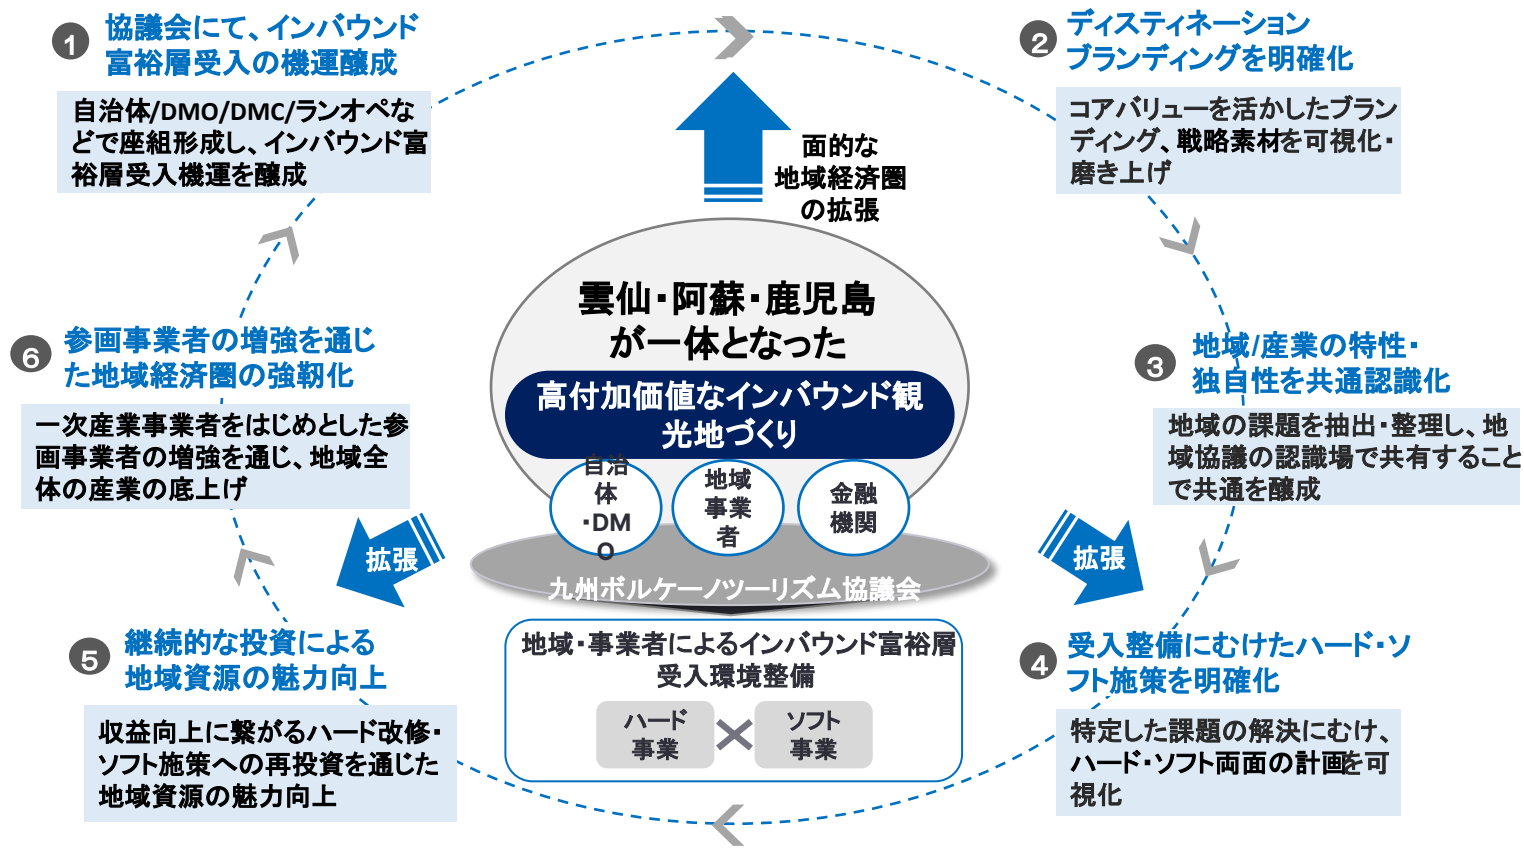 1
協議会にて、インバウンド
富裕層受入の機運醸成
自治体/DMO/DMC/ランオペな
どで座組形成し、インバウンド富
裕層受入機運を醸成
2
ディスティネーション
ブランディングを明確化
コアバリューを活かしたブラン
ディング、戦略素材を可視化・
磨き上げ
3
地域/産業の特性・
独自性を共通認識化
地域の課題を抽出・整理し、地
域協議の認識場で共有すること
で共通を醸成
4
受入整備にむけたハード・ソ
フト施策を明確化
特定した課題の解決にむけ、
ハード・ソフト両面の計画を可
視化
5
継続的な投資による
地域資源の魅力向上
収益向上に繋がるハード改修・
ソフト施策への再投資を通じた
地域資源の魅力向上
6
参画事業者の増強を通じ
た地域経済圏の強靭化
一次産業事業者をはじめとした参
画事業者の増強を通じ、地域全
体の産業の底上げ
面的な
地域経済圏
の拡張
雲仙・阿蘇・鹿児島
が一体となった
高付加価値なインバウンド観
光地づくり
自治
体
・DM
O
地域
事業
者
金融
機関
拡張
拡張
九州ボルケーノツーリズム協議会
地域・事業者によるインバウンド富裕層
受入環境整備
ハード
事業
ソフト
事業